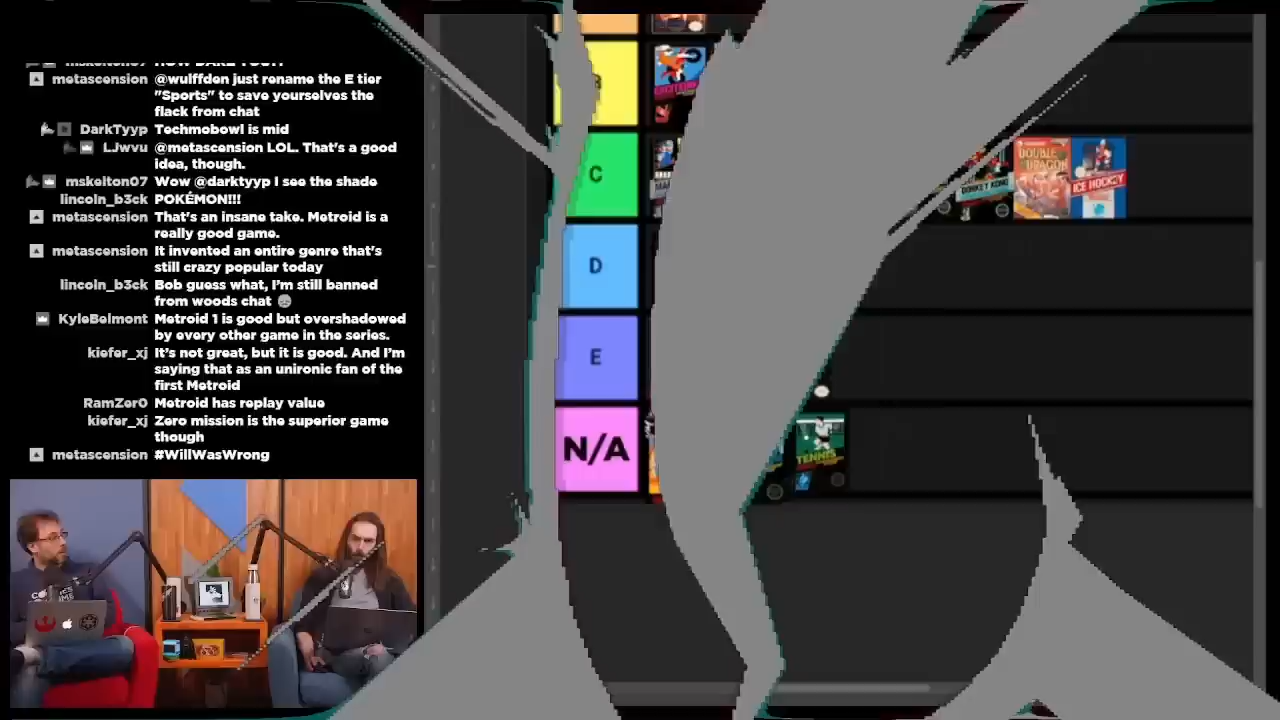 metascension @wulffden just rename the E tier
"Sports" to save yourselves the
flack from chat
DarkTyyp Techmobowl is mid
LJwvu @metascension LOL. That's a good
idea, though.
mskelton07 Wow @darktyyp I see the shade
lincoln_b3ck POKÉMON!!!
metascension That's an insane take. Metroid is a
really good game.
metascension It invented an entire genre that's
still crazy popular today
lincoln_b3ck Bob guess what, I'm still banned
from woods chat
KyleBelmont Metroid 1 is good but overshadowed
by every other game in the series.
kiefer_xj It's not great, but it is good. And I'm
saying that as an unironic fan of the
first Metroid
RamZer0 Metroid has replay value
kiefer_xj Zero mission is the superior game
though
metascension #WillWasWrong
C
DONKEY KONG
DOUBLE DRAGON
ICE HOCKEY
D
E
N/A
TENNIS